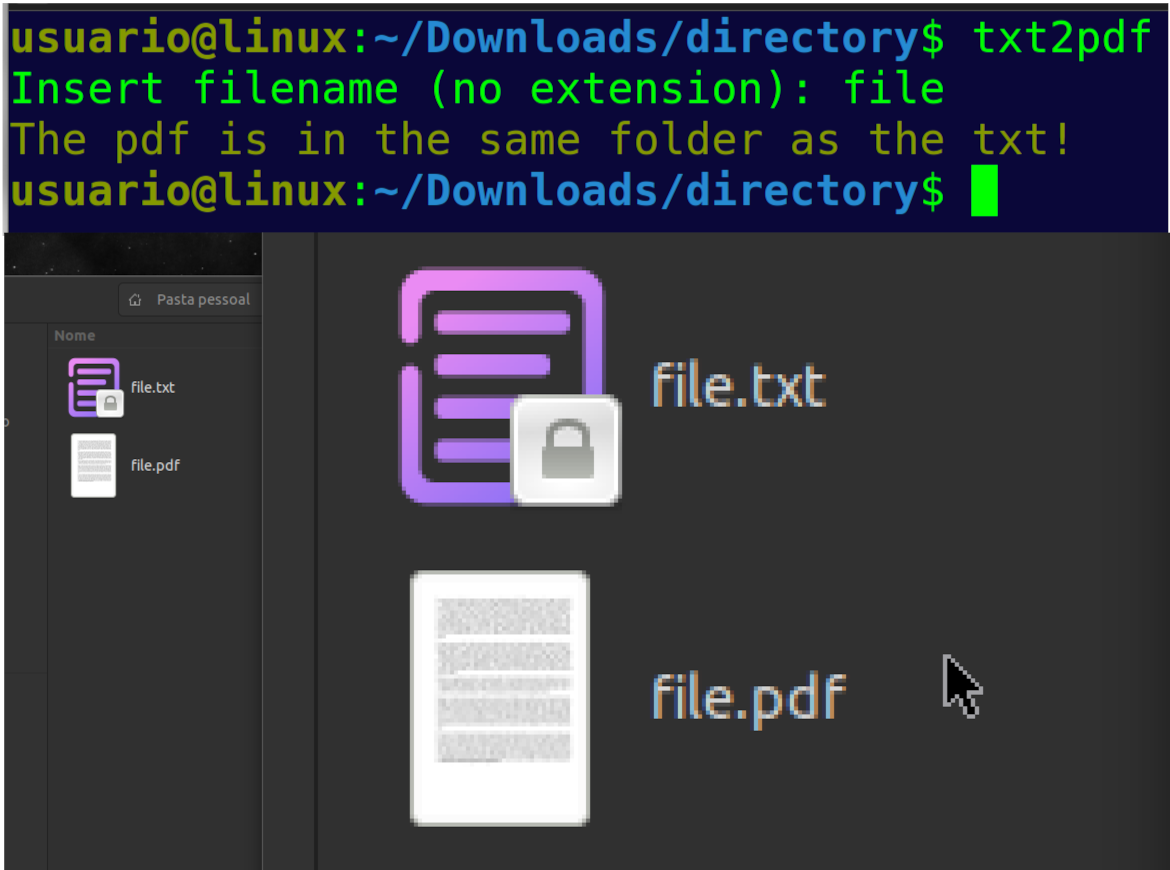 usuario@linux:~/Downloads/directory$ txt2pdf
Insert filename (no extension): file
The pdf is in the same folder as the txt!
usuario@linux:~/Downloads/directory$
Pasta pessoal
Nome
file.txt
file.pdf
file.txt
file.pdf